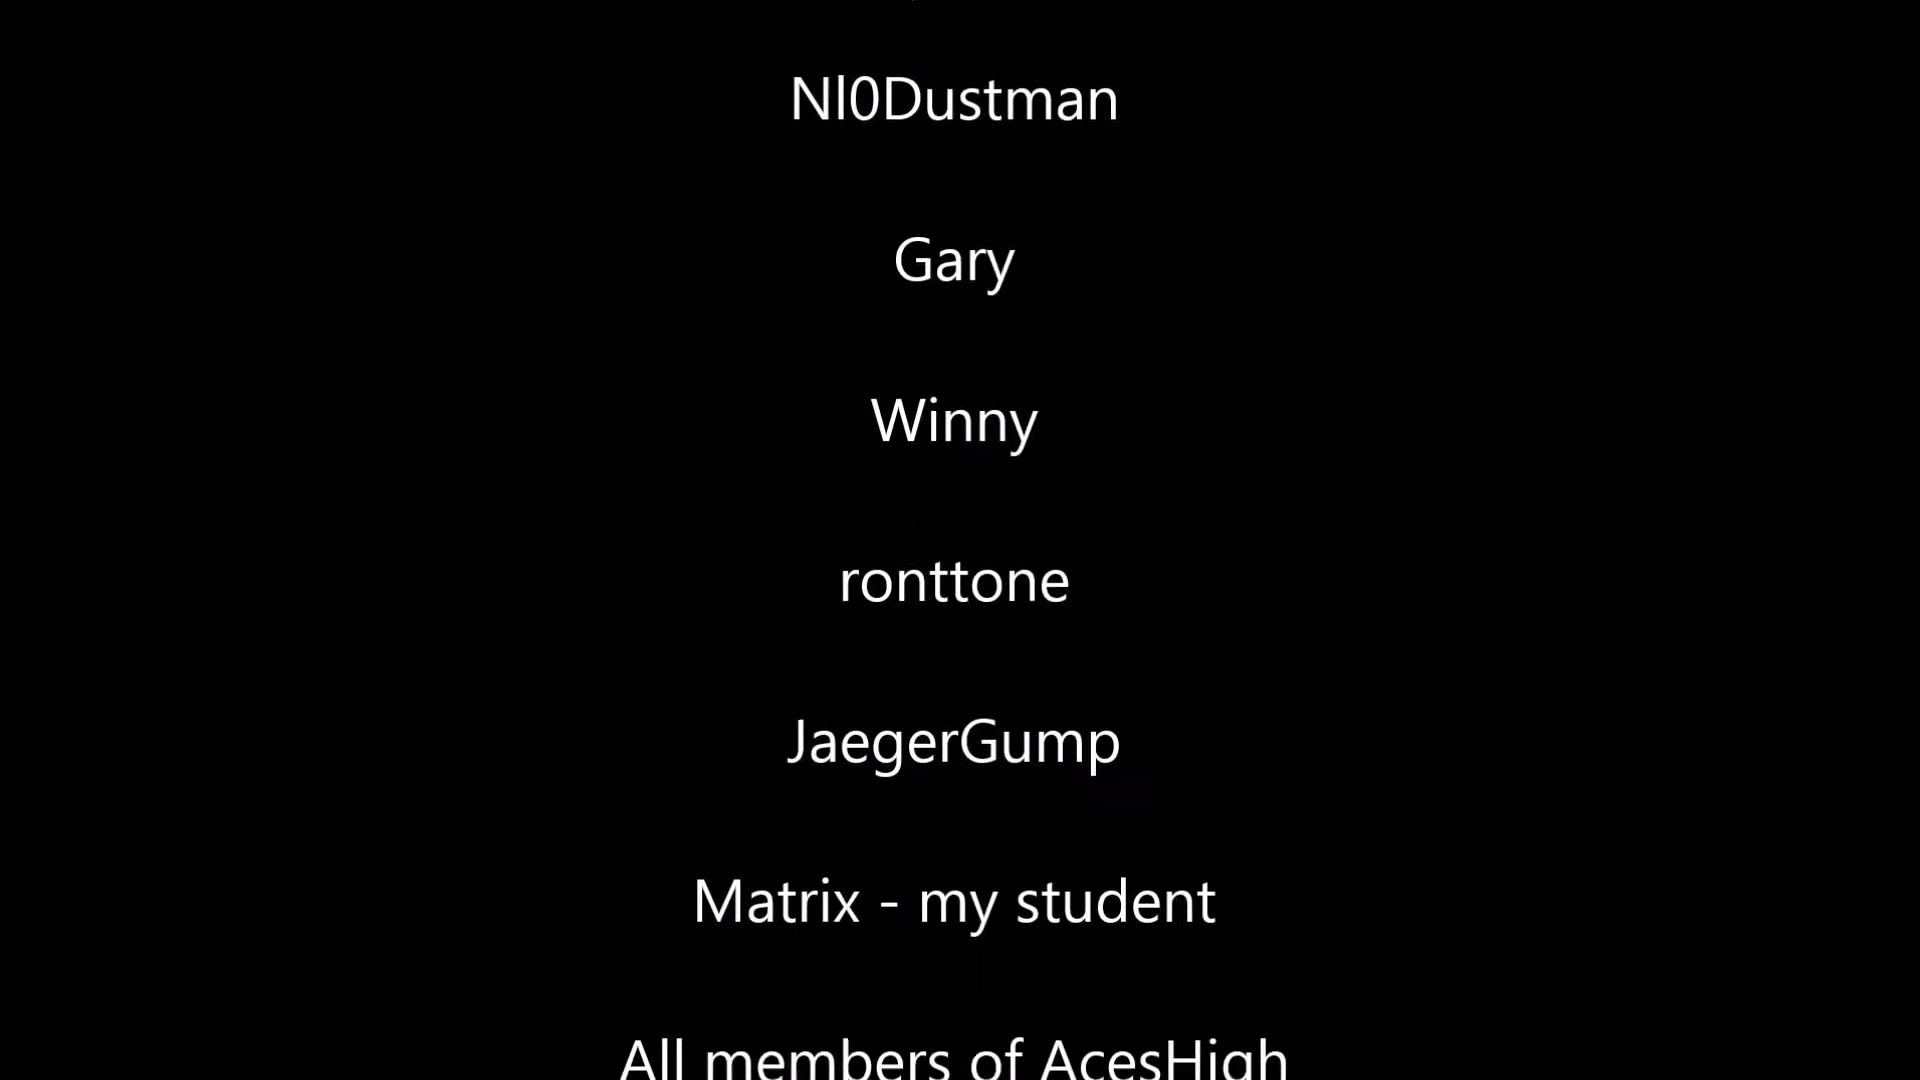 Nl0Dustman
Gary
Winny
ronttone
JaegerGump
Matrix - my student
All members of AcesHigh